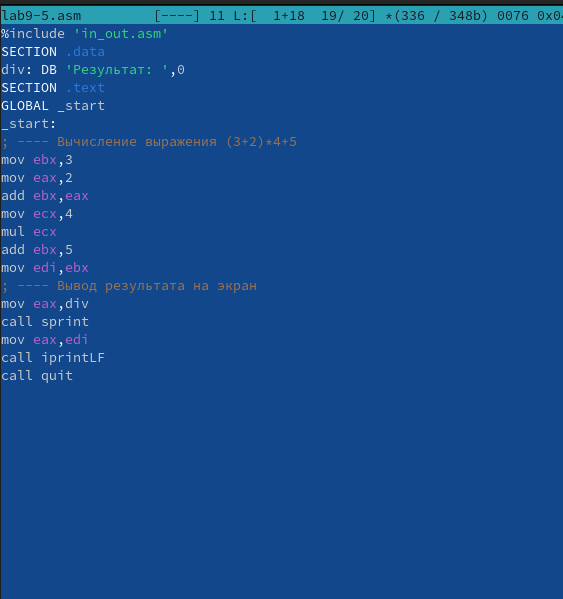 lab9-5.asm [----] 11 L:[ 1+18 19/ 20] *(336 / 348b) 0076 0x04
%include 'in_out.asm'
SECTION .data
div: DB 'Результат: ',0
SECTION .text
GLOBAL _start
_start:
; ---- Вычисление выражения (3+2)*4+5
mov ebx,3
mov eax,2
add ebx,eax
mov ecx,4
mul ecx
add ebx,5
mov edi,ebx
; ---- Вывод результата на экран
mov eax,div
call sprint
mov eax,edi
call iprintLF
call quit